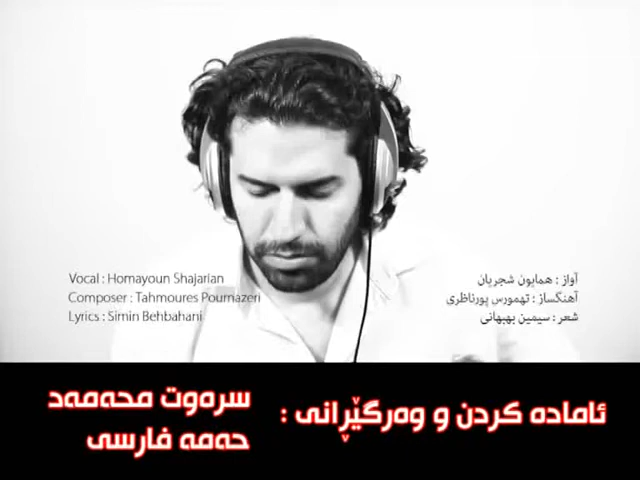 Vocal : Homayoun Shajarian
Composer : Tahmoures Pournazeri
Lyrics : Simin Behbahani
آواز : همایون شجریان
آهنگساز : تهمورس پورناظری
شعر : سیمین بهبهانی
ئاماده کردن و وەرگێڕانی : سرەوت محەمەد
حەمە فارسی